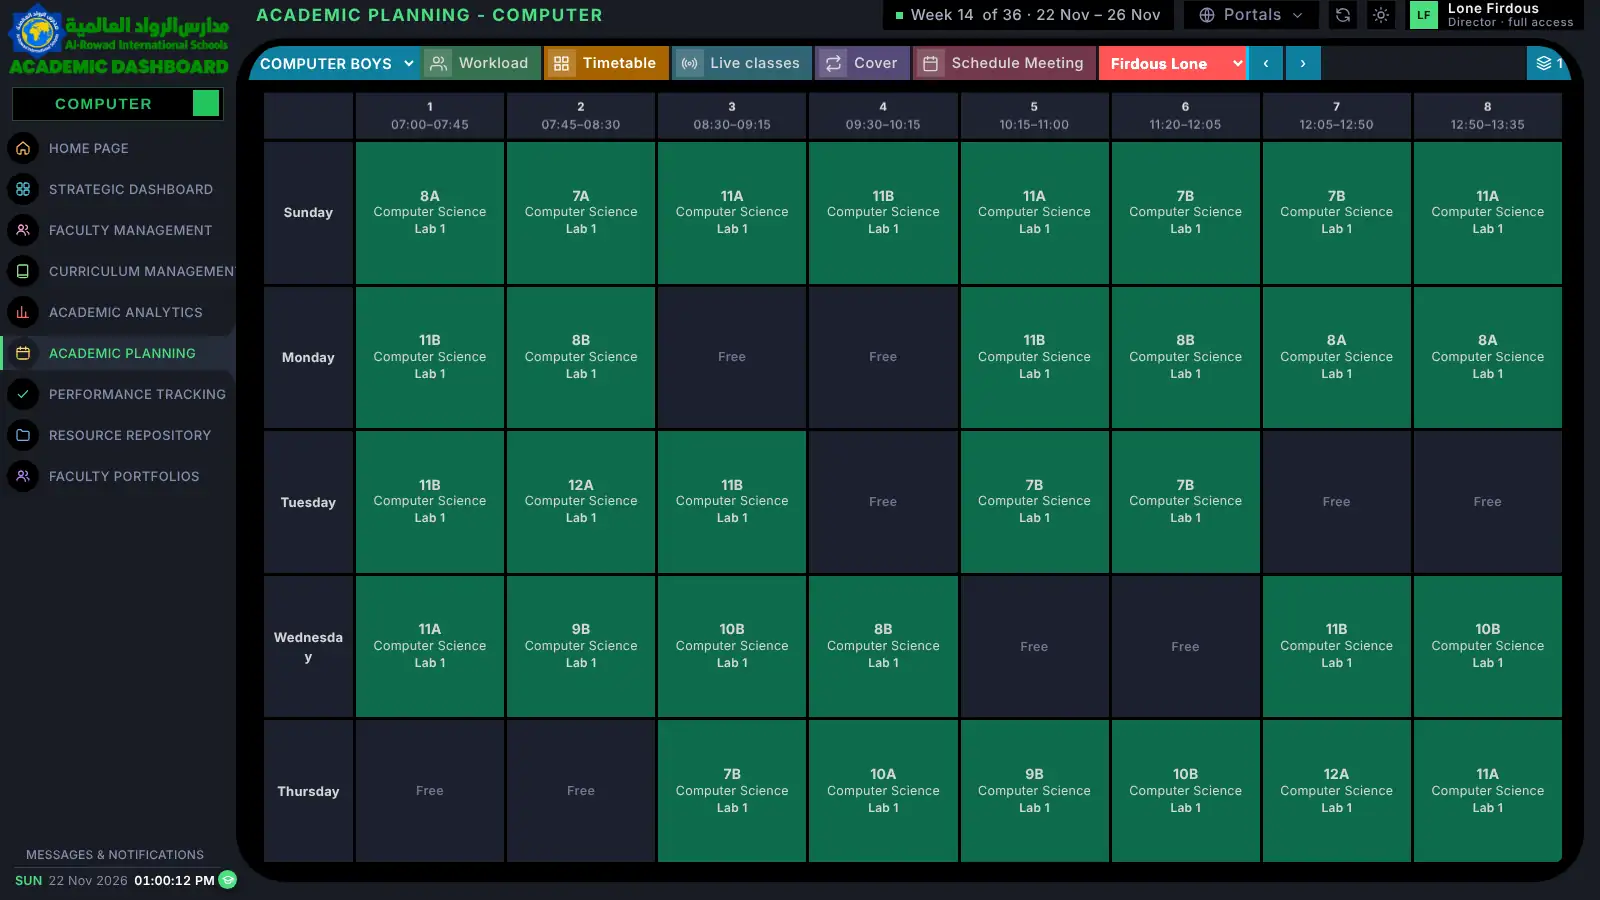 مدارس الرواد العالمية
Al-Rowad International Schools
ACADEMIC DASHBOARD
COMPUTER
HOME PAGE
STRATEGIC DASHBOARD
FACULTY MANAGEMENT
CURRICULUM MANAGEMEN
ACADEMIC ANALYTICS
ACADEMIC PLANNING
PERFORMANCE TRACKING
RESOURCE REPOSITORY
FACULTY PORTFOLIOS
MESSAGES & NOTIFICATIONS
SUN 22 Nov 2026 01:00:12 PM
ACADEMIC PLANNING - COMPUTER
Week 14 of 36 · 22 Nov – 26 Nov
Portals
LF
Lone Firdous
Director · full access
COMPUTER BOYS
Workload
Timetable
Live classes
Cover
Schedule Meeting
Firdous Lone
‹
›
1
1 2 3 4 5 6 7 8
07:00–07:45 07:45–08:30 08:30–09:15 09:30–10:15 10:15–11:00 11:20–12:05 12:05–12:50 12:50–13:35
Sunday
8A 7A 11A 11B 11A 7B 7B 11A
Computer Science Computer Science Computer Science Computer Science Computer Science Computer Science Computer Science Computer Science
Lab 1 Lab 1 Lab 1 Lab 1 Lab 1 Lab 1 Lab 1 Lab 1
Monday
11B 8B Free Free 11B 8B 8A 8A
Computer Science Computer Science Computer Science Computer Science Computer Science Computer Science
Lab 1 Lab 1 Lab 1 Lab 1 Lab 1 Lab 1
Tuesday
11B 12A 11B Free 7B 7B Free Free
Computer Science Computer Science Computer Science Computer Science Computer Science
Lab 1 Lab 1 Lab 1 Lab 1 Lab 1
Wednesda
y
11A 9B 10B 8B Free Free 11B 10B
Computer Science Computer Science Computer Science Computer Science Computer Science Computer Science
Lab 1 Lab 1 Lab 1 Lab 1 Lab 1 Lab 1
Thursday
Free Free 7B 10A 9B 10B 12A 11A
Computer Science Computer Science Computer Science Computer Science Computer Science Computer Science
Lab 1 Lab 1 Lab 1 Lab 1 Lab 1 Lab 1